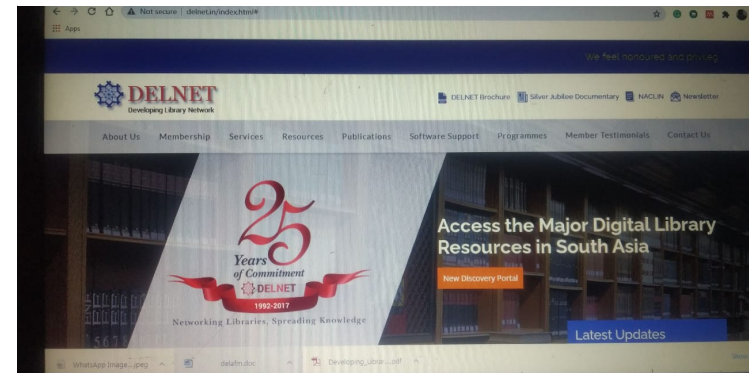 Not secure | delnet.in/index.html#
Apps
We feel honoured and privileg
DELNET
Developing Library Network
DELNET Brochure Silver Jubilee Documentary NACLIN Newsletter
About Us Membership Services Resources Publications Software Support Programmes Member Testimonials Contact Us
25
Years
of Commitment
DELNET
1992-2017
Networking Libraries, Spreading Knowledge
Access the Major Digital Library
Resources in South Asia
New Discovery Portal
Latest Updates
WhatsApp Image....jpeg
Developing_Librar....pdf